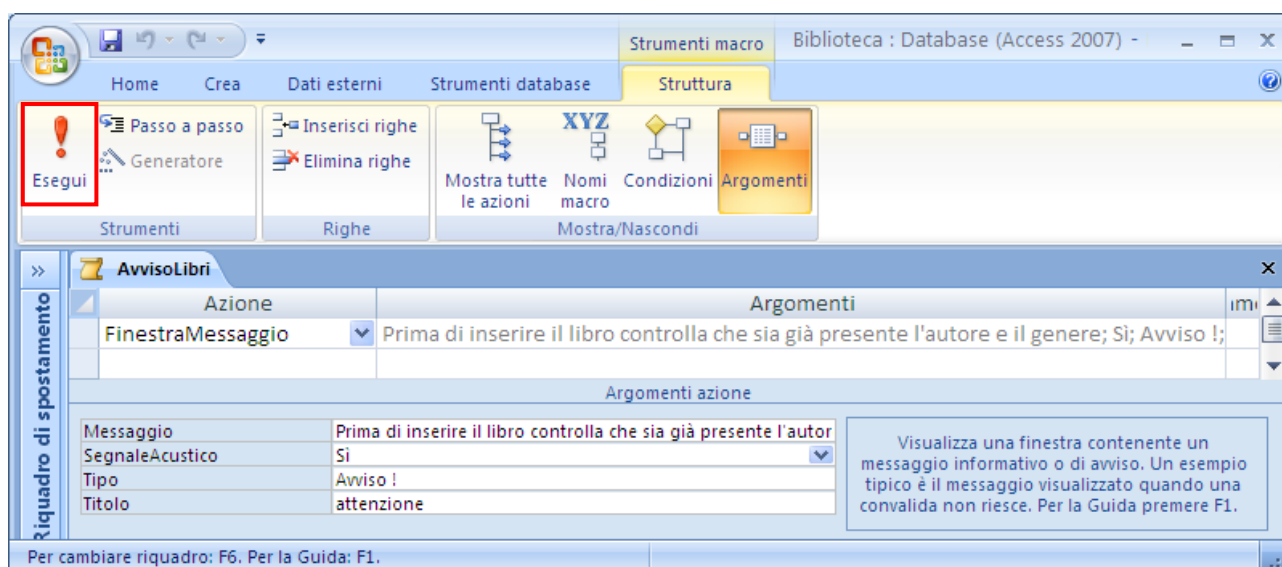 Strumenti macro
Biblioteca : Database (Access 2007) -
Home
Crea
Dati esterni
Strumenti database
Struttura
Esegui
Passo a passo
Generatore
Strumenti
Inserisci righe
Elimina righe
Righe
Mostra tutte
le azioni
XYZ
Nomi
macro
Condizioni
Argomenti
Mostra/Nascondi
AvvisoLibri
Riquadro di spostamento
Azione
Argomenti
FinestraMessaggio
Prima di inserire il libro controlla che sia già presente l'autore e il genere; Sì; Avviso !;
Argomenti azione
Messaggio
Prima di inserire il libro controlla che sia già presente l'autor
SegnaleAcustico
Sì
Tipo
Avviso !
Titolo
attenzione
Visualizza una finestra contenente un
messaggio informativo o di avviso. Un esempio
tipico è il messaggio visualizzato quando una
convalida non riesce. Per la Guida premere F1.
Per cambiare riquadro: F6. Per la Guida: F1.